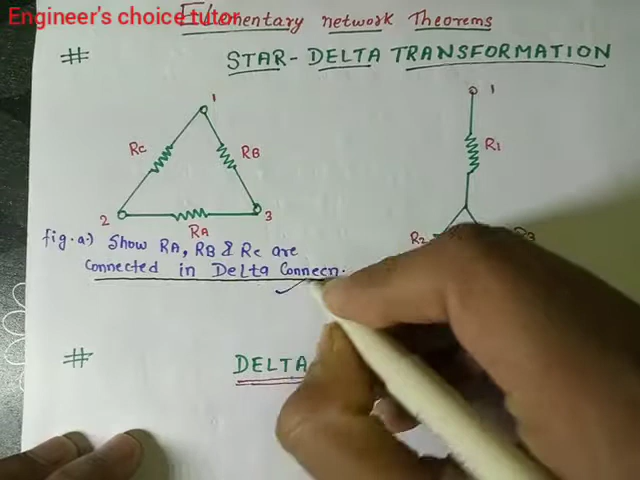 Engineer's choice tutor
Elementary network Theorems
# STAR-DELTA TRANSFORMATION
1
1
RC
RB
R1
2
3
RA
R2
fig.a.) Show RA, RB & RC are
Connected in Delta Connecn.
# DELTA